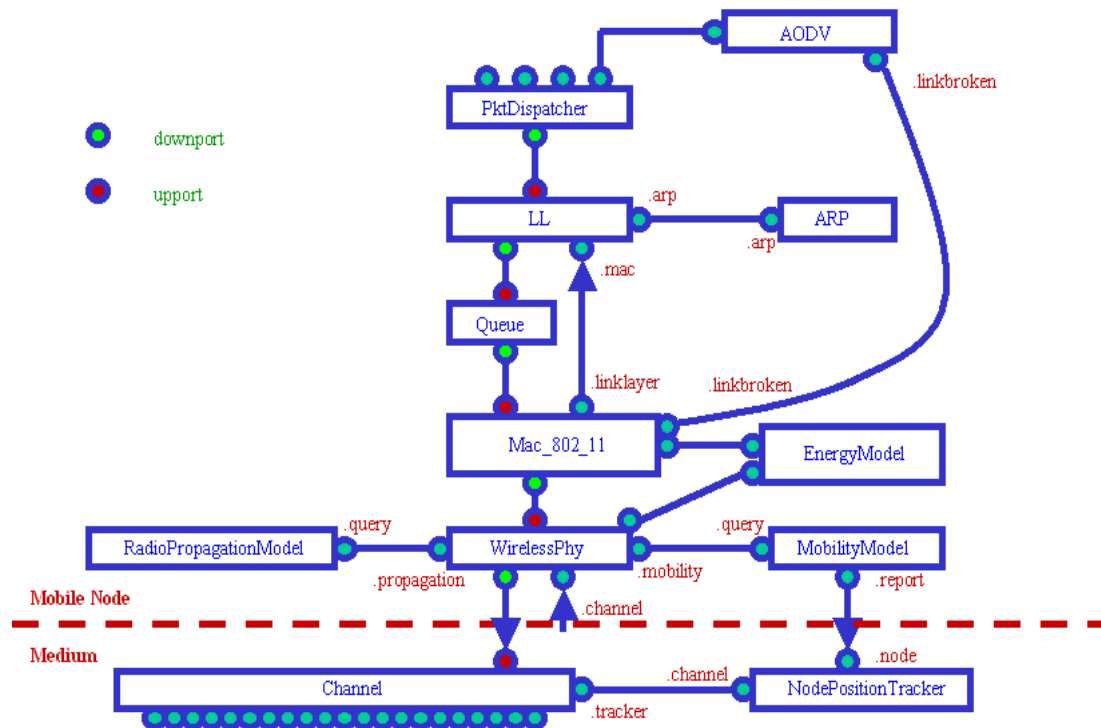 AODV
.linkbroken
PktDispatcher
downport
upport
.arp
LL
ARP
.arp
.mac
Queue
.linklayer
.linkbroken
Mac_802_11
EnergyModel
.query
.query
RadioPropagationModel
WirelessPhy
MobilityModel
.propagation
.mobility
.report
Mobile Node
.channel
Medium
.channel
.node
Channel
NodePositionTracker
.tracker